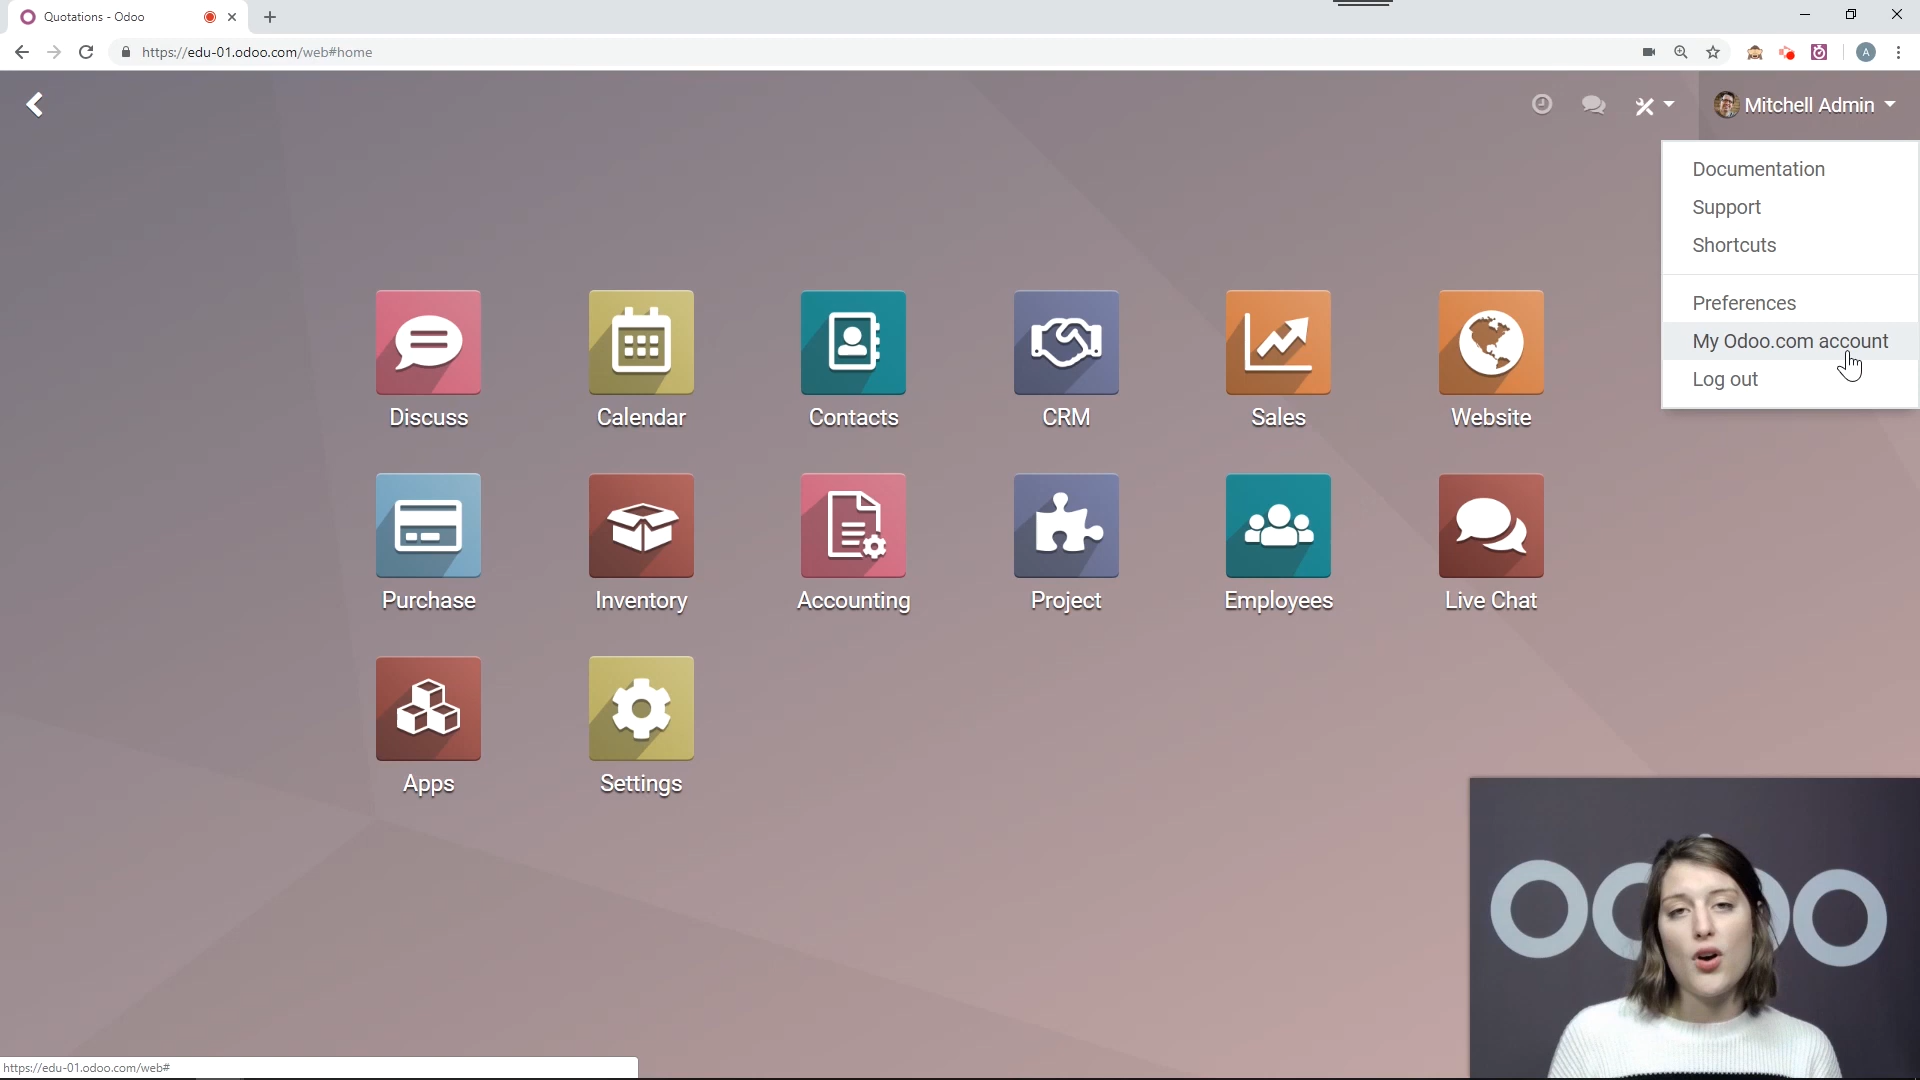 Quotations - Odoo
https://edu-01.odoo.com/web#home
A
Mitchell Admin
Documentation
Support
Shortcuts
Preferences
My Odoo.com account
Log out
Discuss
Calendar
Contacts
CRM
Sales
Website
Purchase
Inventory
Accounting
Project
Employees
Live Chat
Apps
Settings
odoo
https://edu-01.odoo.com/web#